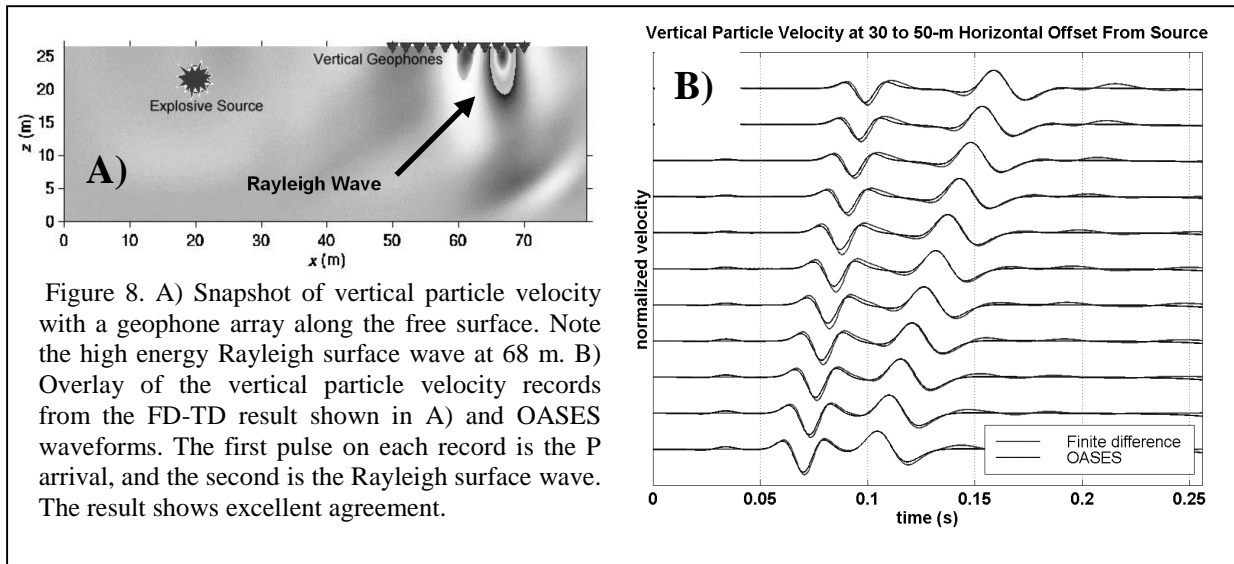 25
20
15
10
5
0
z (m)
Vertical Geophones
Explosive Source
A)
Rayleigh Wave
0 10 20 30 40 50 60 70
x (m)
Figure 8. A) Snapshot of vertical particle velocity
with a geophone array along the free surface. Note
the high energy Rayleigh surface wave at 68 m. B)
Overlay of the vertical particle velocity records
from the FD-TD result shown in A) and OASES
waveforms. The first pulse on each record is the P
arrival, and the second is the Rayleigh surface wave.
The result shows excellent agreement.
Vertical Particle Velocity at 30 to 50-m Horizontal Offset From Source
B)
normalized velocity
Finite difference
OASES
0 0.05 0.1 0.15 0.2 0.25
time (s)